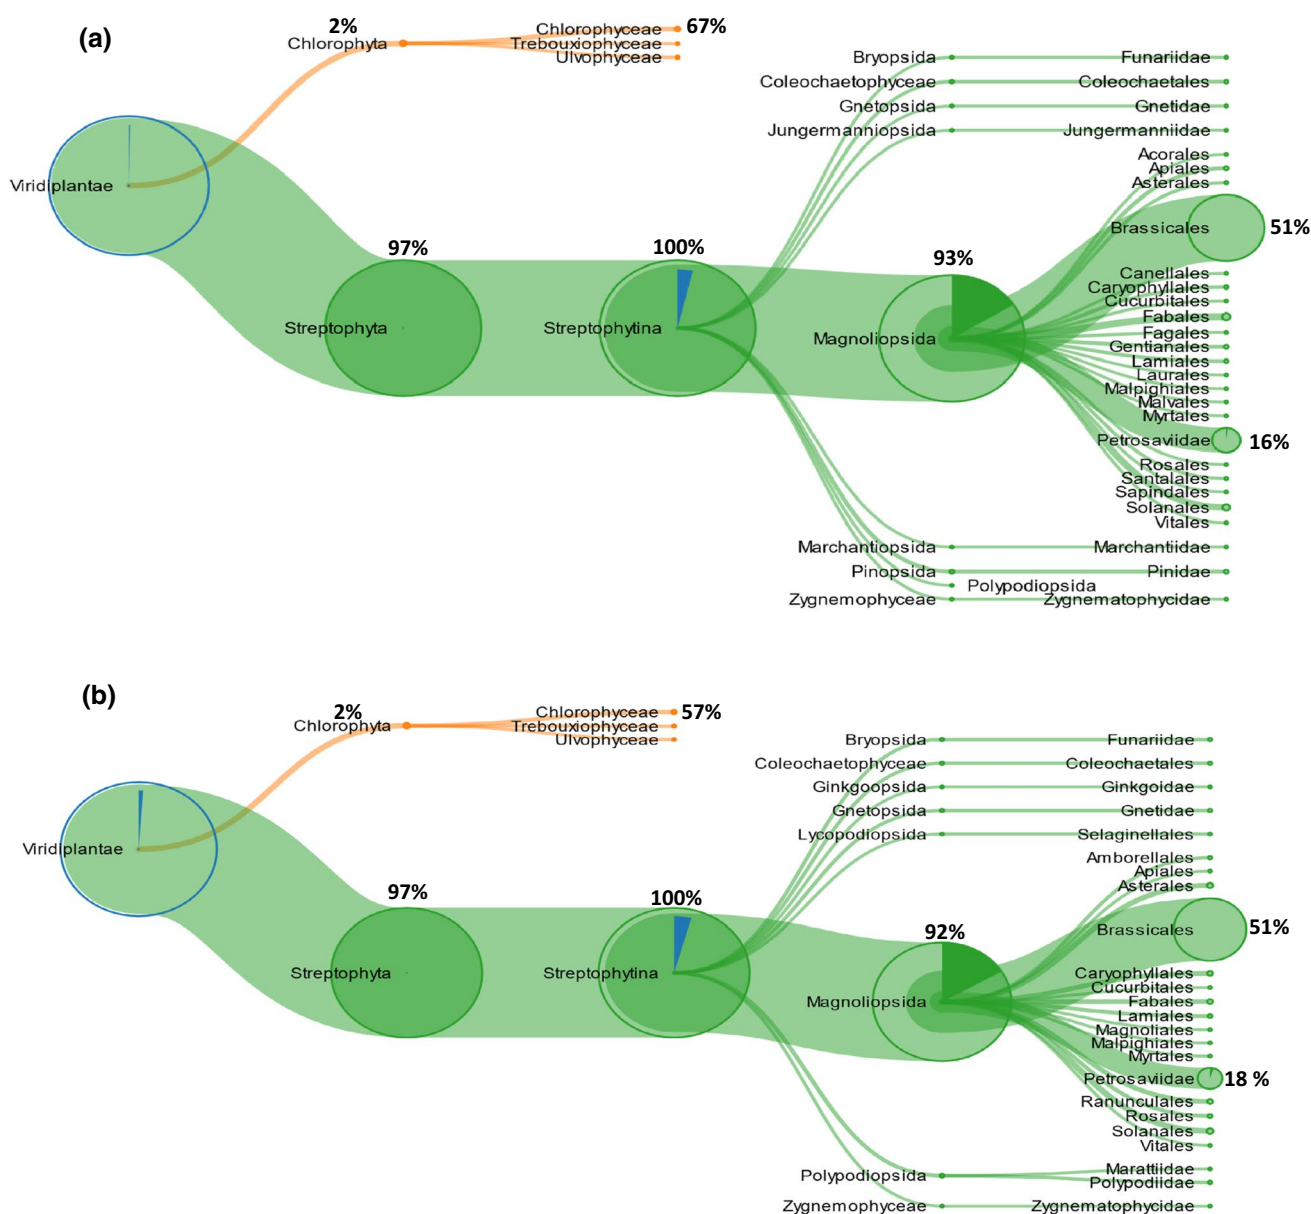 (a)
2%
Chlorophyta
Chlorophyceae 67%
Trebouxiophyceae
Ulvophyceae
Bryopsida Funariidae
Coleochaetophyceae Coleochaetales
Gnetopsida Gnetidae
Jungermanniopsida Jungermanniidae
Acorales
Apiales
Asterales
Viridiplantae
Brassicales 51%
97%
Streptophyta
100%
Streptophytina
93%
Magnoliopsida
Canellales
Caryophyllales
Cucurbitales
Fabales
Fagales
Gentianales
Lamiales
Laurales
Malpighiales
Malvales
Myrtales
Petrosaviidae 16%
Rosales
Santalales
Sapindales
Solanales
Vitales
Marchantiopsida Marchantiidae
Pinopsida Pinidae
Polypodiopsida
Zygnemophyceae Zygnematophycidae
(b)
2%
Chlorophyta
Chlorophyceae 57%
Trebouxiophyceae
Ulvophyceae
Bryopsida Funariidae
Coleochaetophyceae Coleochaetales
Ginkgoopsida Ginkgoidae
Gnetopsida Gnetidae
Lycopodiopsida Selaginellales
Viridiplantae
Amborellales
Apiales
Asterales
Brassicales 51%
97%
Streptophyta
100%
Streptophytina
92%
Magnoliopsida
Caryophyllales
Cucurbitales
Fabales
Lamiales
Magnoliales
Malpighiales
Myrtales
Petrosaviidae 18 %
Ranunculales
Rosales
Solanales
Vitales
Polypodiopsida
Marattiidae
Polypodiidae
Zygnemophyceae Zygnematophycidae